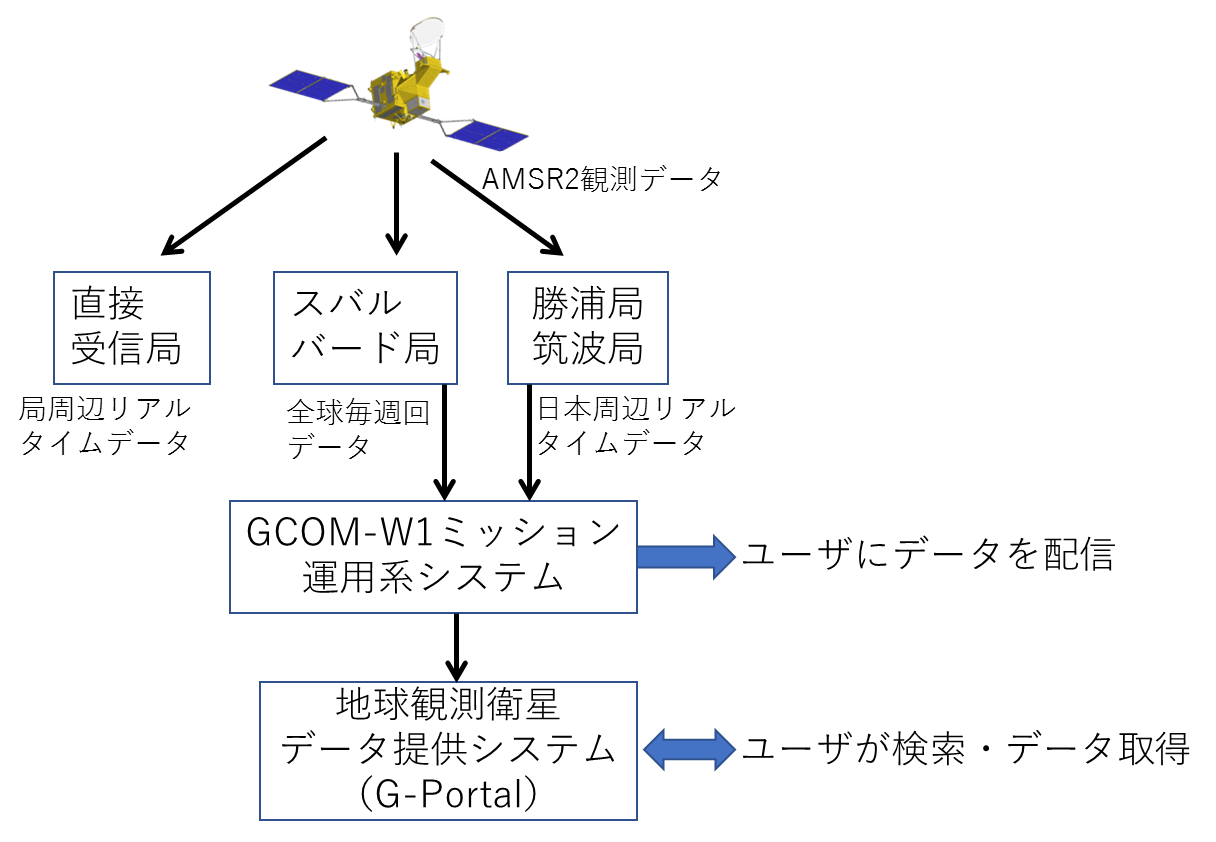 AMSR2観測データ
直接
受信局
スバル
バード局
勝浦局
筑波局
局周辺リアル
タイムデータ
全球毎週回
データ
日本周辺リアル
タイムデータ
GCOM-W1ミッション
運用系システム
ユーザにデータを配信
地球観測衛星
データ提供システム
（G-Portal）
ユーザが検索・データ取得